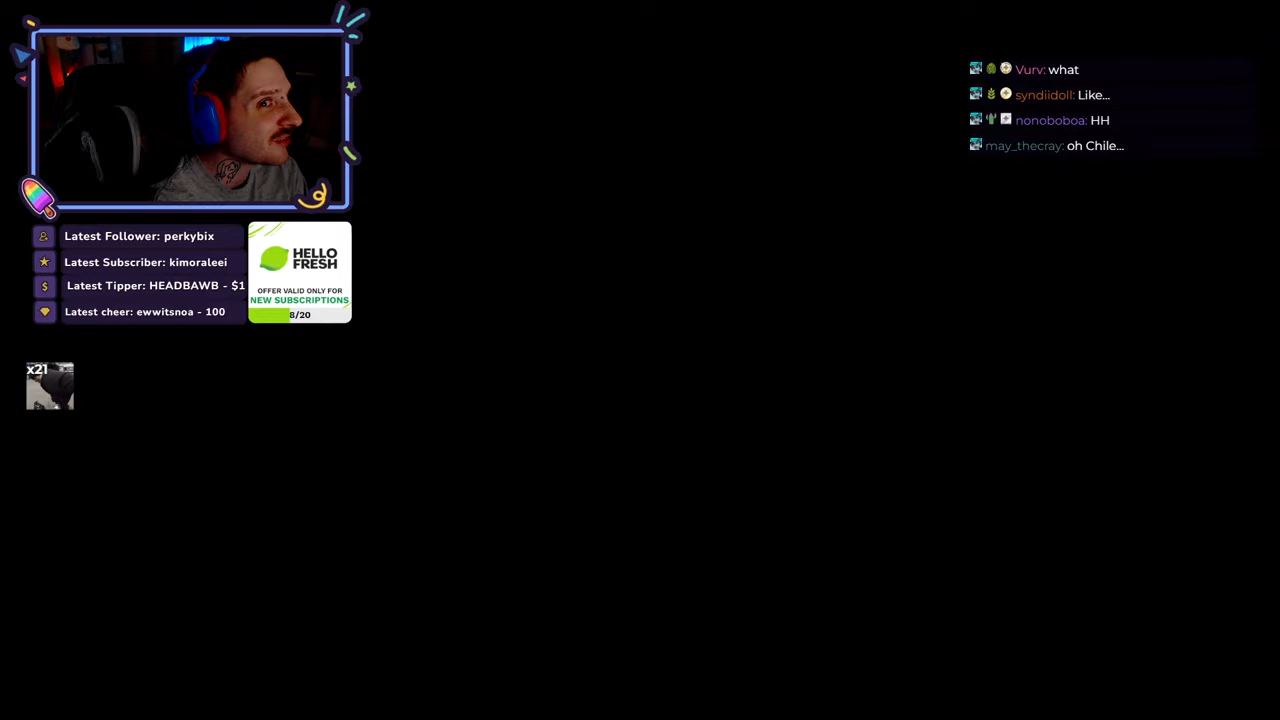 Vurv: what
syndiidoll: Like...
nonoboboa: HH
may_thecray: oh Chile...
Latest Follower: perkybix
Latest Subscriber: kimoraleei
Latest Tipper: HEADBAWB - $1
Latest cheer: ewwitsnoa - 100
HELLO
FRESH
OFFER VALID ONLY FOR
NEW SUBSCRIPTIONS
8/20
x21